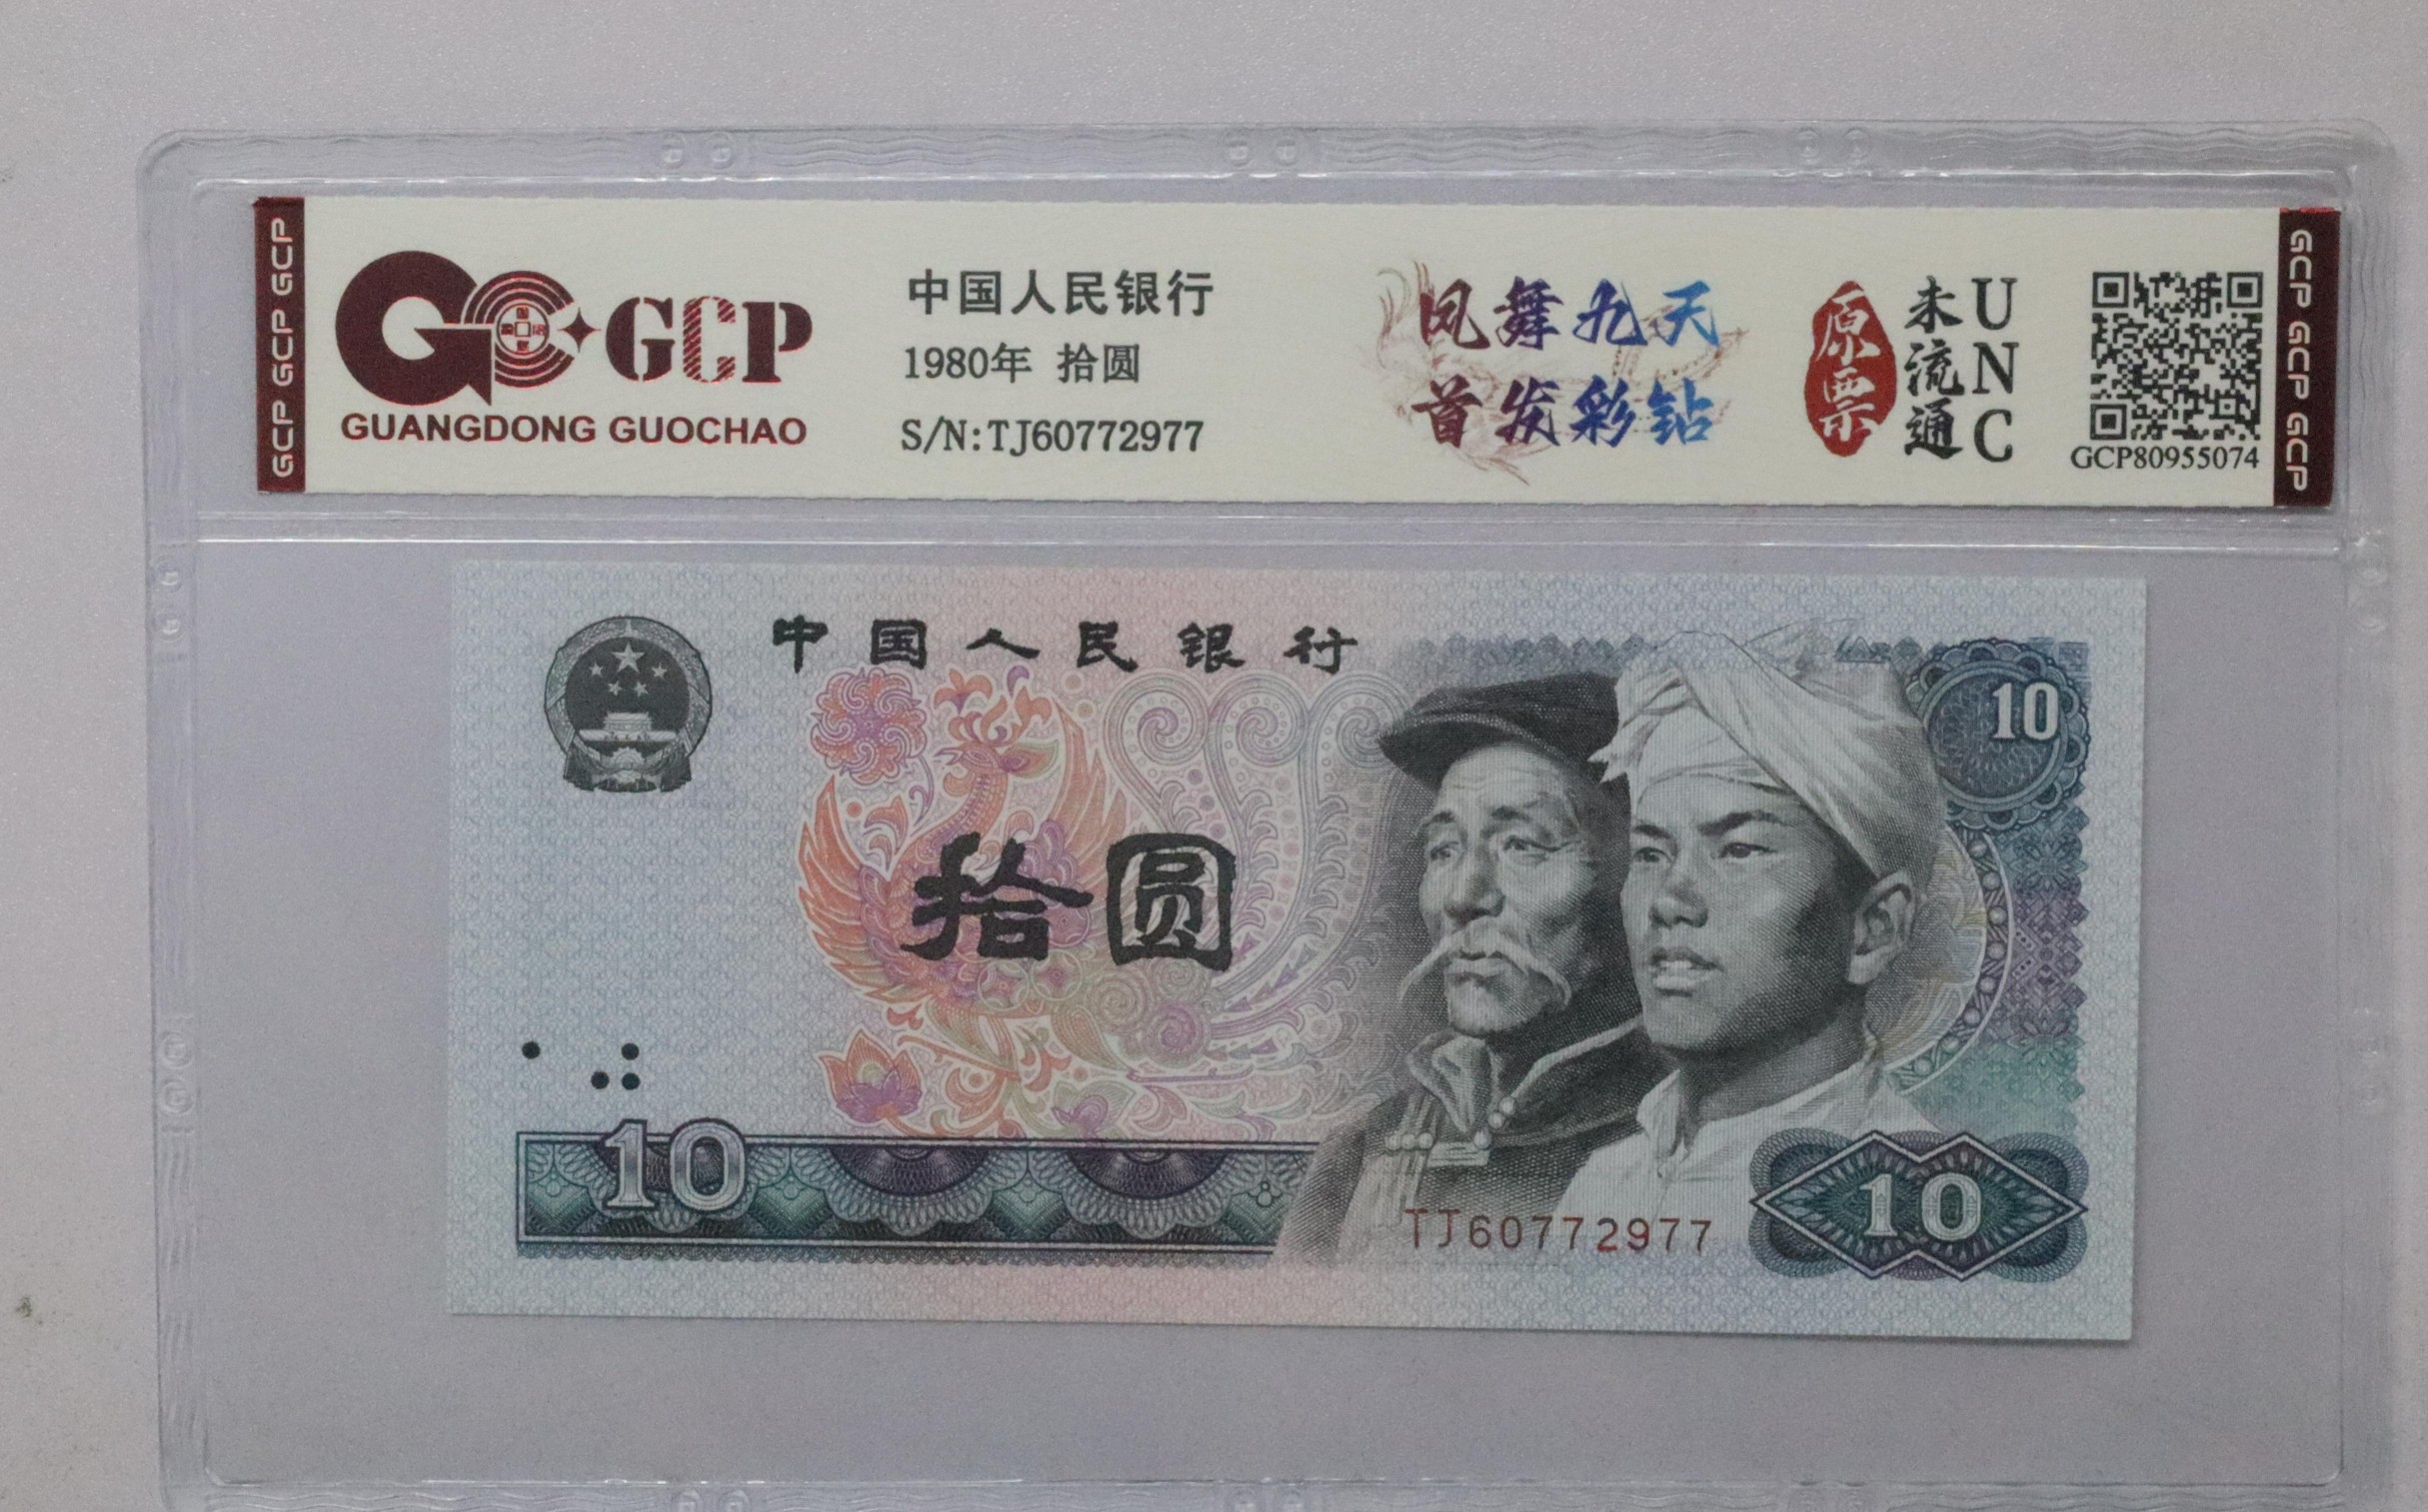 GCP GCP GCP
GCP
GUANGDONG GUOCHAO
中国人民银行
1980年 拾圆
S/N:TJ60772977
凤舞九天
首发彩钻
原票
未流通
UNC
GCP80955074
GCP GCP GCP
中国人民银行
10
拾圆
10
TJ60772977
10